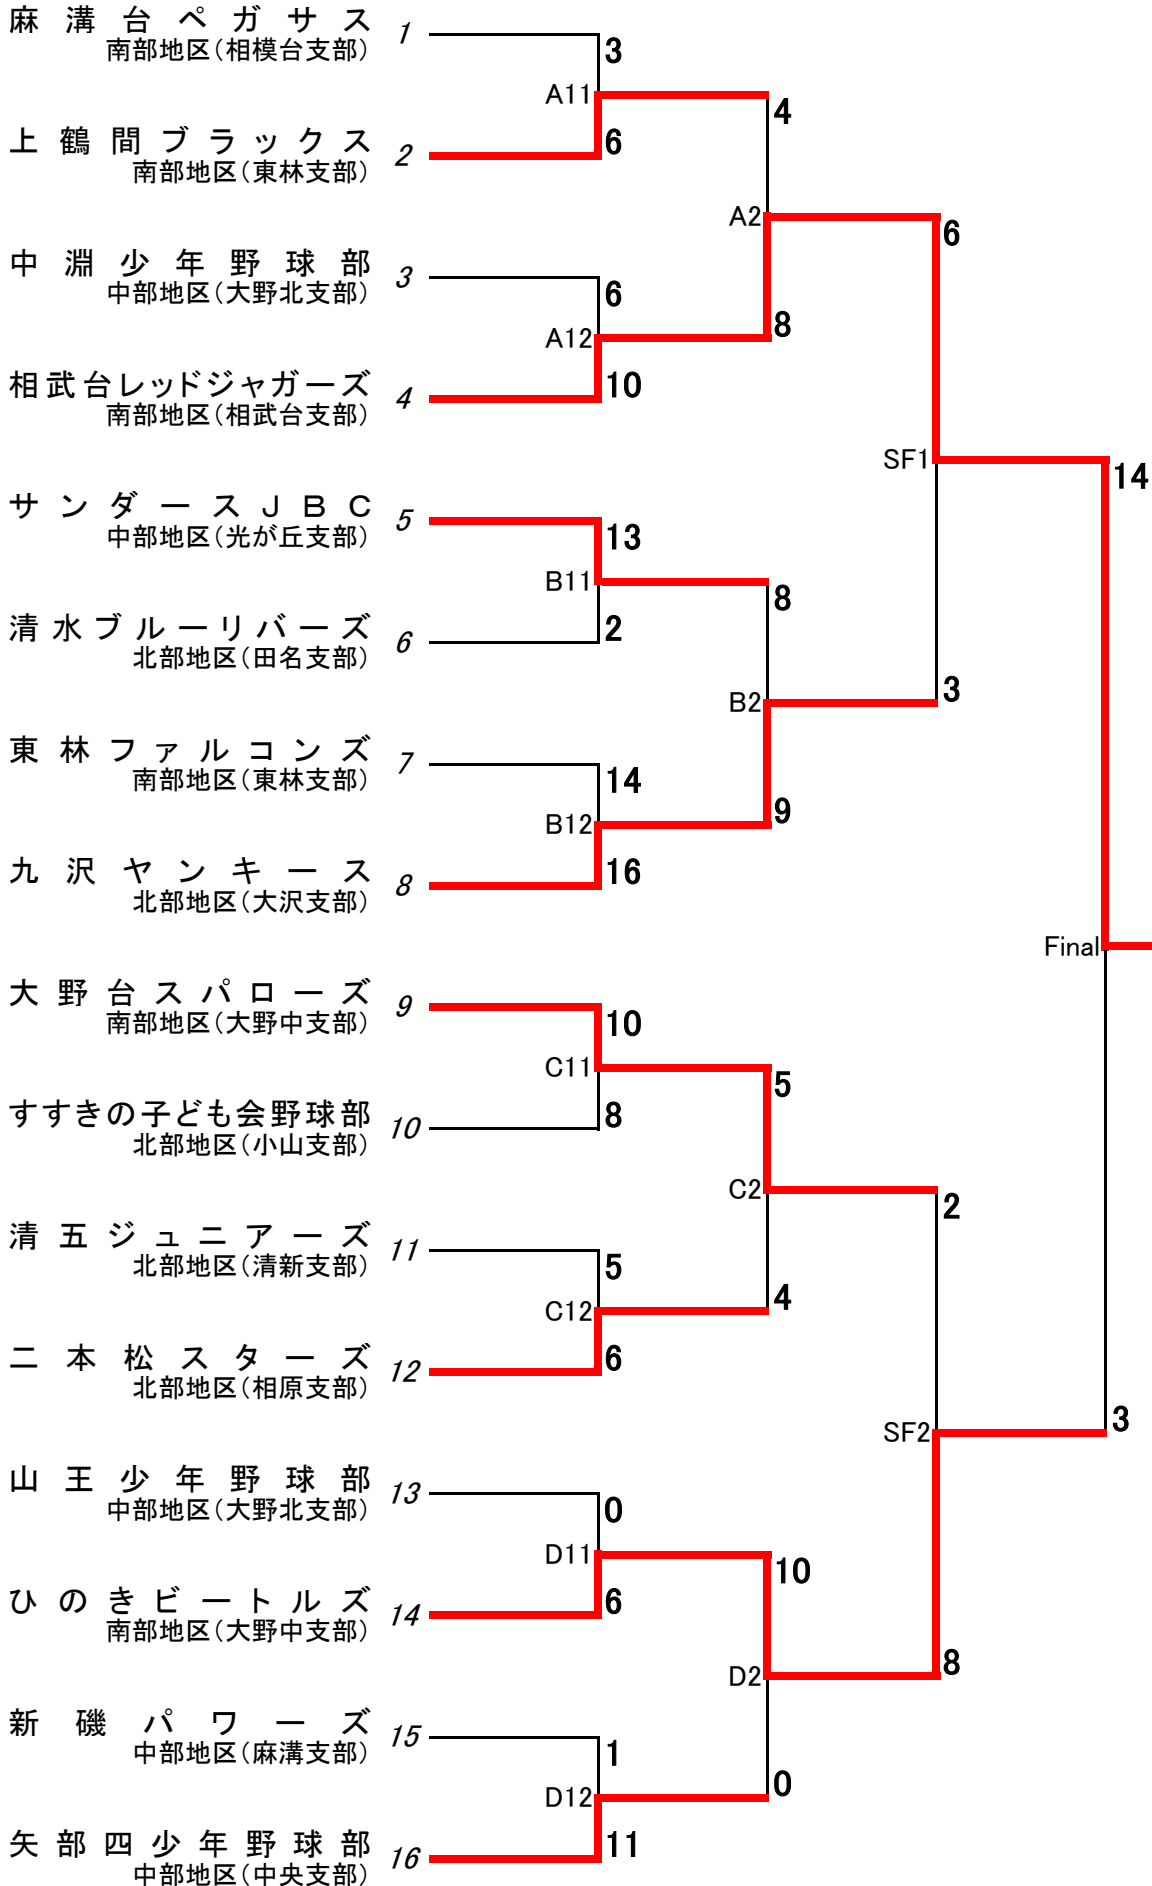 麻溝台ペガサス 1
南部地区(相模台支部)
3
A11
4
上鶴間ブラックス 2
6
南部地区(東林支部)
A2
6
中淵少年野球部 3
中部地区(大野北支部)
6
8
A12
相武台レッドジャガーズ 4
10
南部地区(相武台支部)
SF1
14
サンダースJBC 5
中部地区(光が丘支部)
13
B11
8
清水ブルーリバーズ 6
2
北部地区(田名支部)
B2
3
東林ファルコンズ 7
南部地区(東林支部)
14
9
B12
九沢ヤンキース 8
16
北部地区(大沢支部)
Final
大野台スパローズ 9
南部地区(大野中支部)
10
C11
5
すすきの子ども会野球部 10
8
北部地区(小山支部)
C2
2
清五ジュニアーズ 11
北部地区(清新支部)
5
4
C12
二本松スターズ 12
6
北部地区(相原支部)
SF2
3
山王少年野球部 13
中部地区(大野北支部)
0
D11
10
ひのきビートルズ 14
6
南部地区(大野中支部)
D2
8
新磯パワーズ 15
中部地区(麻溝支部)
1
0
D12
矢部四少年野球部 16
11
中部地区(中央支部)